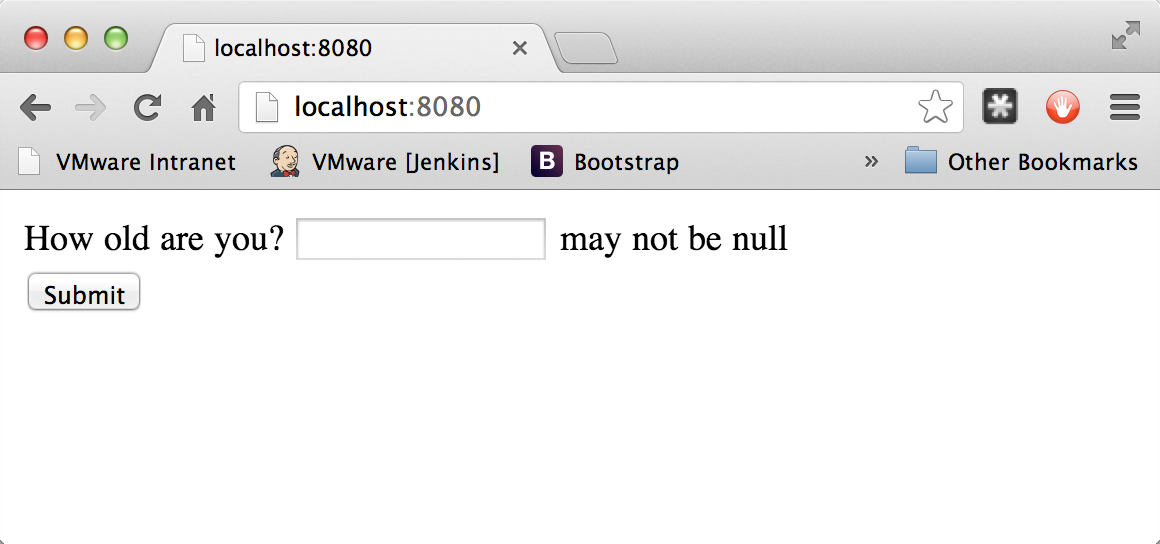 localhost:8080
localhost:8080
VMware Intranet VMware [Jenkins] B Bootstrap » Other Bookmarks
How old are you? may not be null
Submit